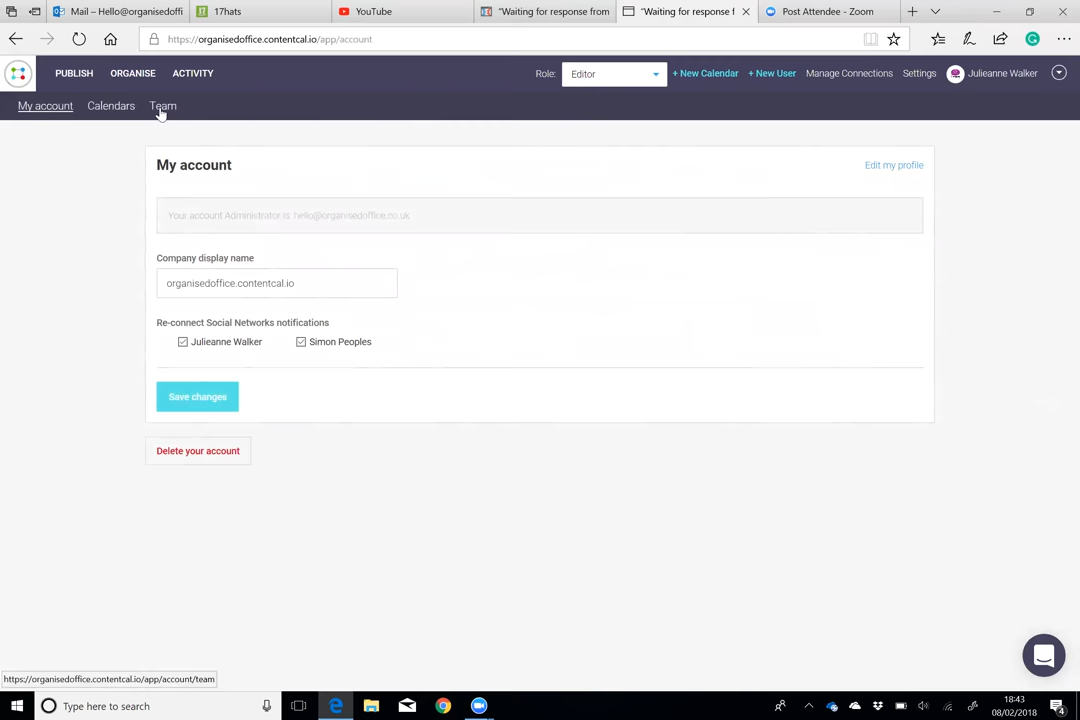 Mail – Hello@organisedoffi
17hats
YouTube
"Waiting for response from
"Waiting for response f
Post Attendee - Zoom
https://organisedoffice.contentcal.io/app/account
PUBLISH
ORGANISE
ACTIVITY
Role:
Editor
+ New Calendar
+ New User
Manage Connections
Settings
Julieanne Walker
My account
Calendars
Team
My account
Edit my profile
Your account Administrator is: hello@organisedoffice.co.uk
Company display name
organisedoffice.contentcal.io
Re-connect Social Networks notifications
Julieanne Walker
Simon Peoples
Save changes
Delete your account
https://organisedoffice.contentcal.io/app/account/team
Type here to search
18:43
08/02/2018
4